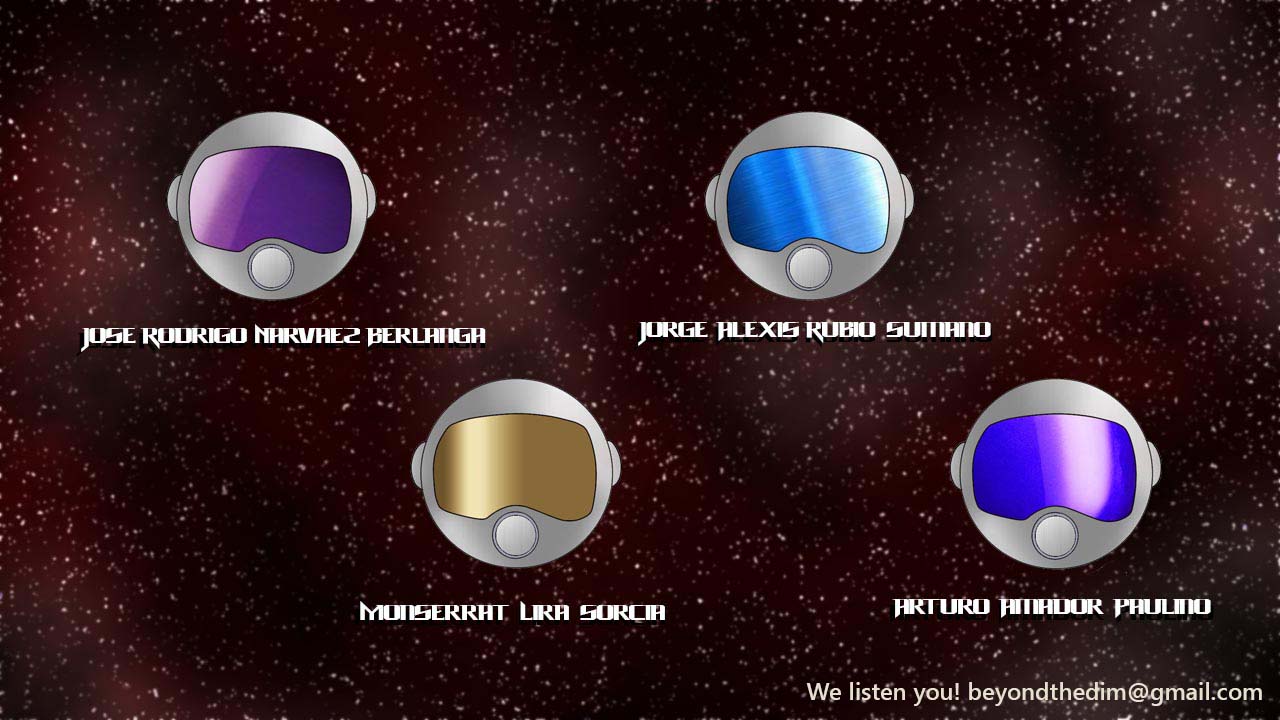 JOSE RODRIGO NARVAEZ BERLANGA
JORGE ALEXIS RUBIO SUMANO
MONSERRAT LIRA SORCIA
ARTURO AMADOR PAULINO
We listen you! beyondthedim@gmail.com